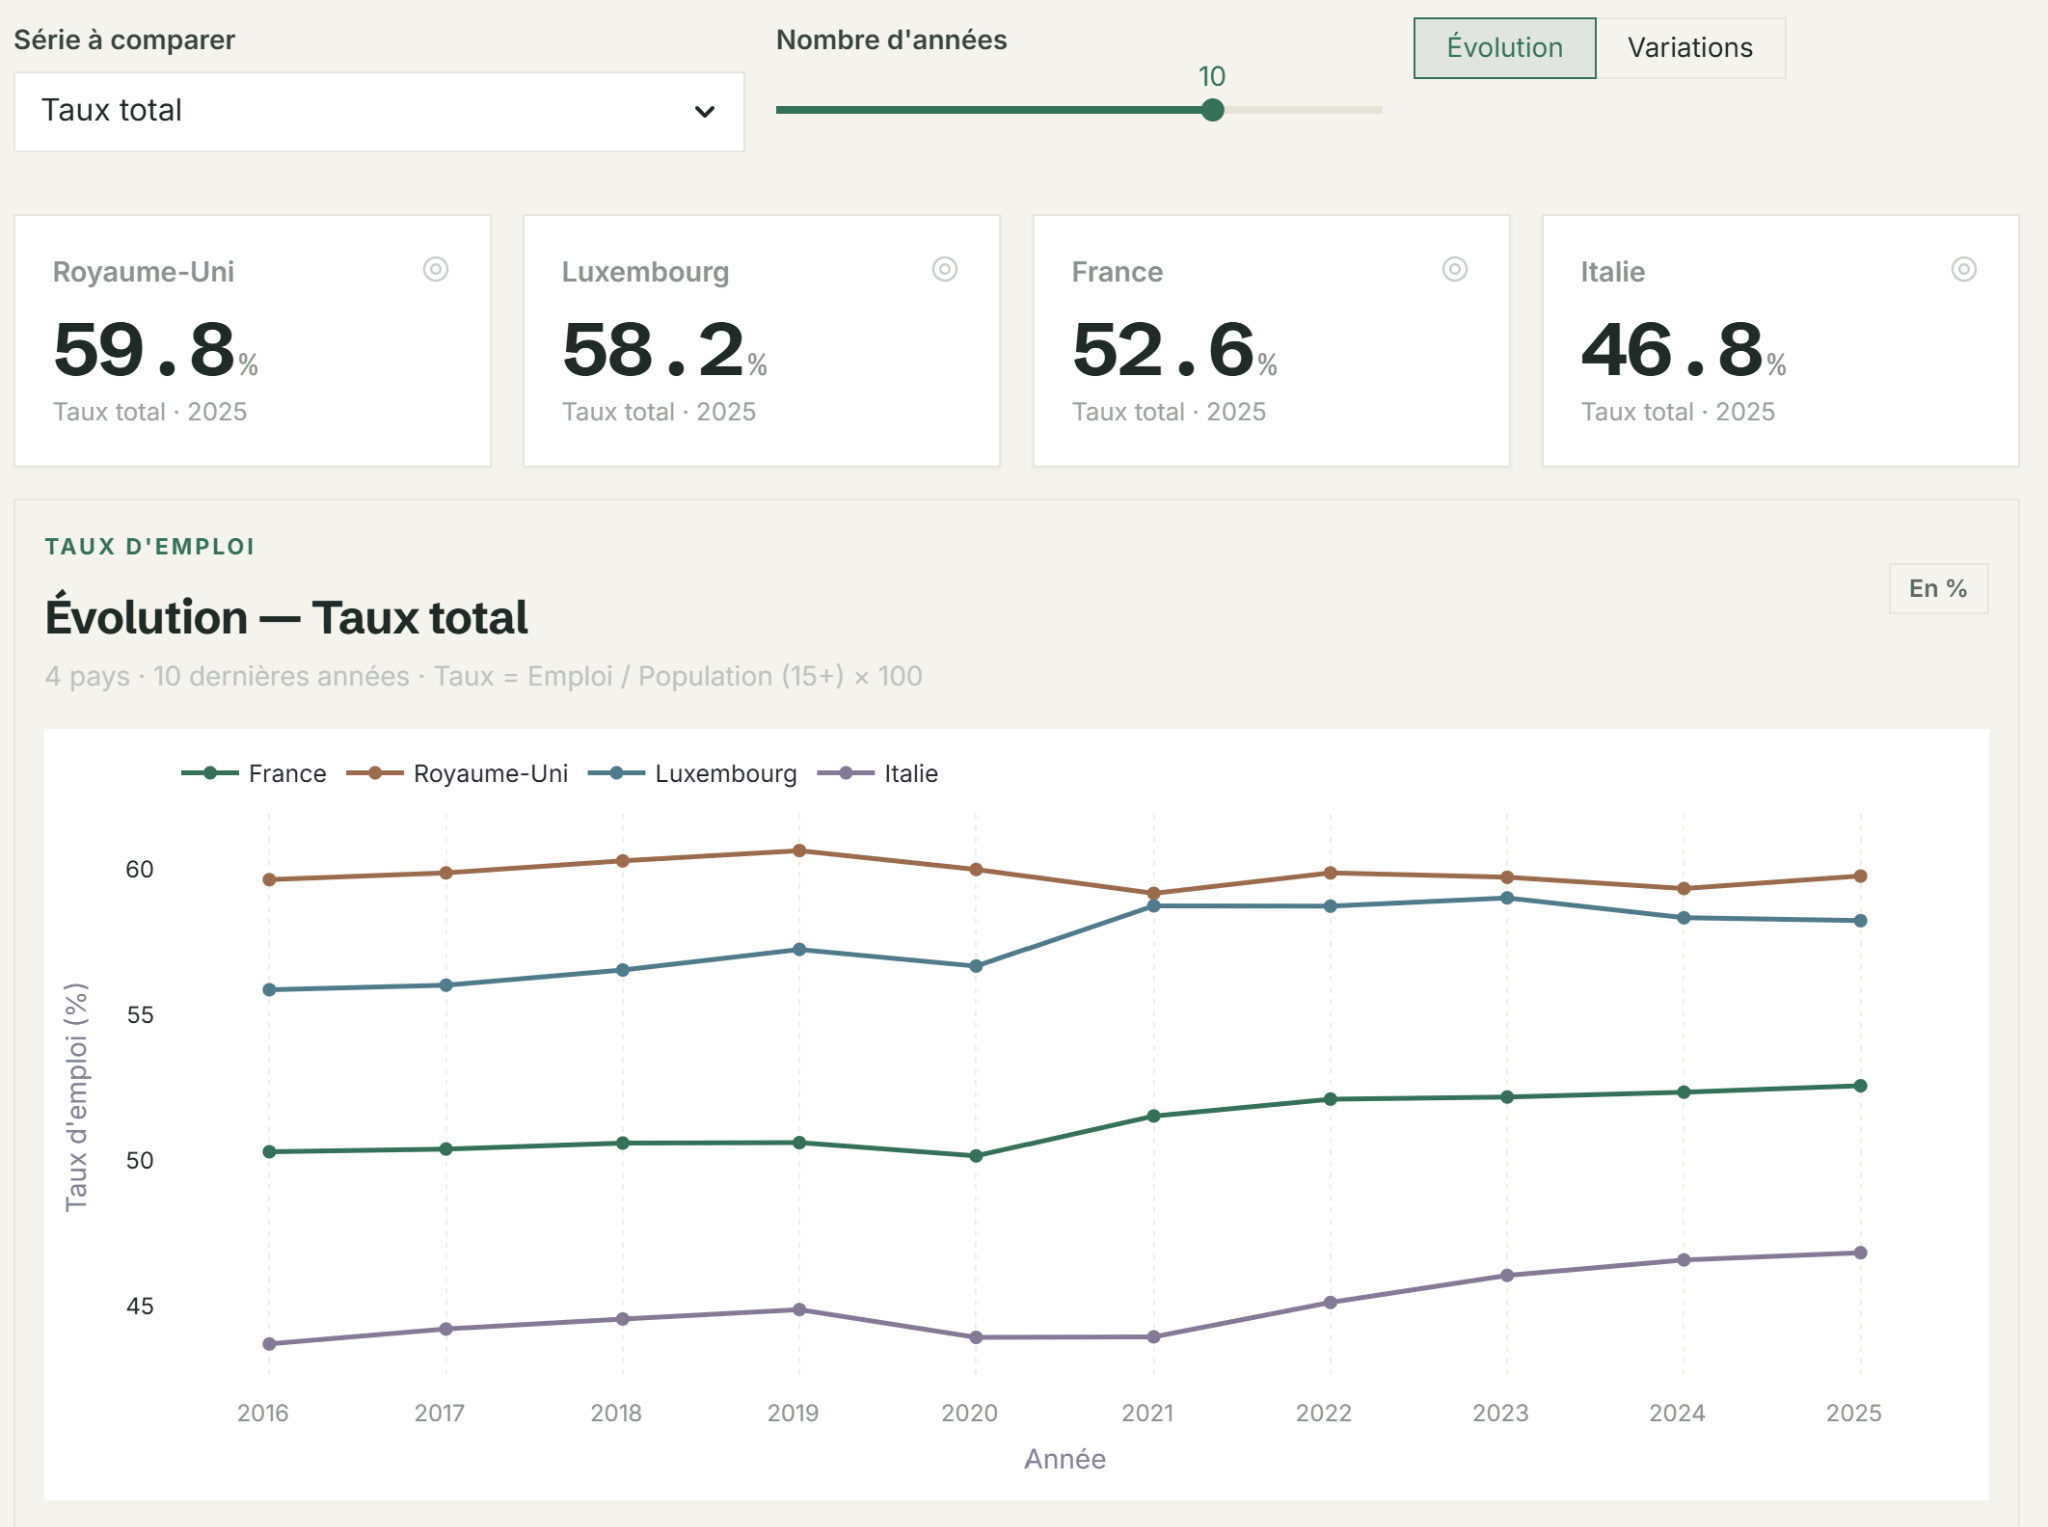 Série à comparer
Taux total
Nombre d'années
10
Évolution
Variations
Royaume-Uni
59.8%
Taux total · 2025
Luxembourg
58.2%
Taux total · 2025
France
52.6%
Taux total · 2025
Italie
46.8%
Taux total · 2025
TAUX D'EMPLOI
Évolution — Taux total
4 pays · 10 dernières années · Taux = Emploi / Population (15+) × 100
En %
France
Royaume-Uni
Luxembourg
Italie
60
55
50
45
Taux d'emploi (%)
2016
2017
2018
2019
2020
2021
2022
2023
2024
2025
Année